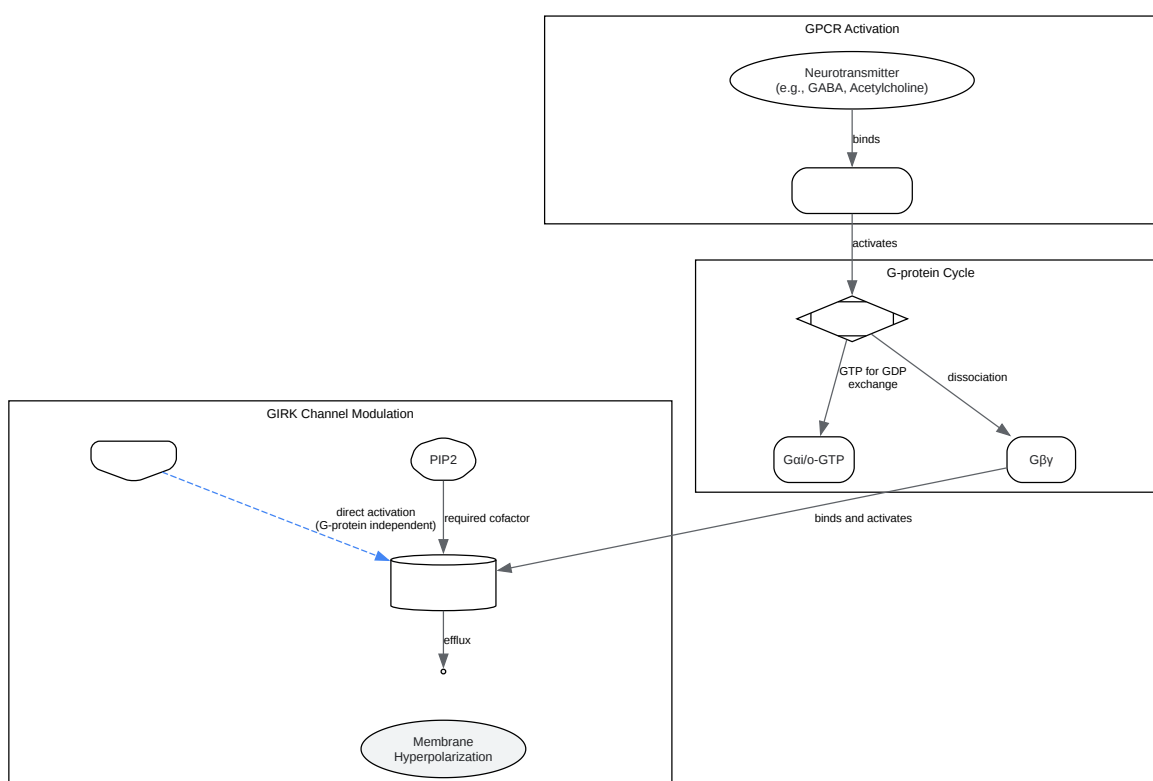 GPCR Activation
Neurotransmitter
(e.g., GABA, Acetylcholine)
binds
activates
G-protein Cycle
GTP for GDP
exchange
dissociation
Gαi/o-GTP
Gβγ
binds and activates
GIRK Channel Modulation
PIP2
direct activation
(G-protein independent)
required cofactor
efflux
Membrane
Hyperpolarization